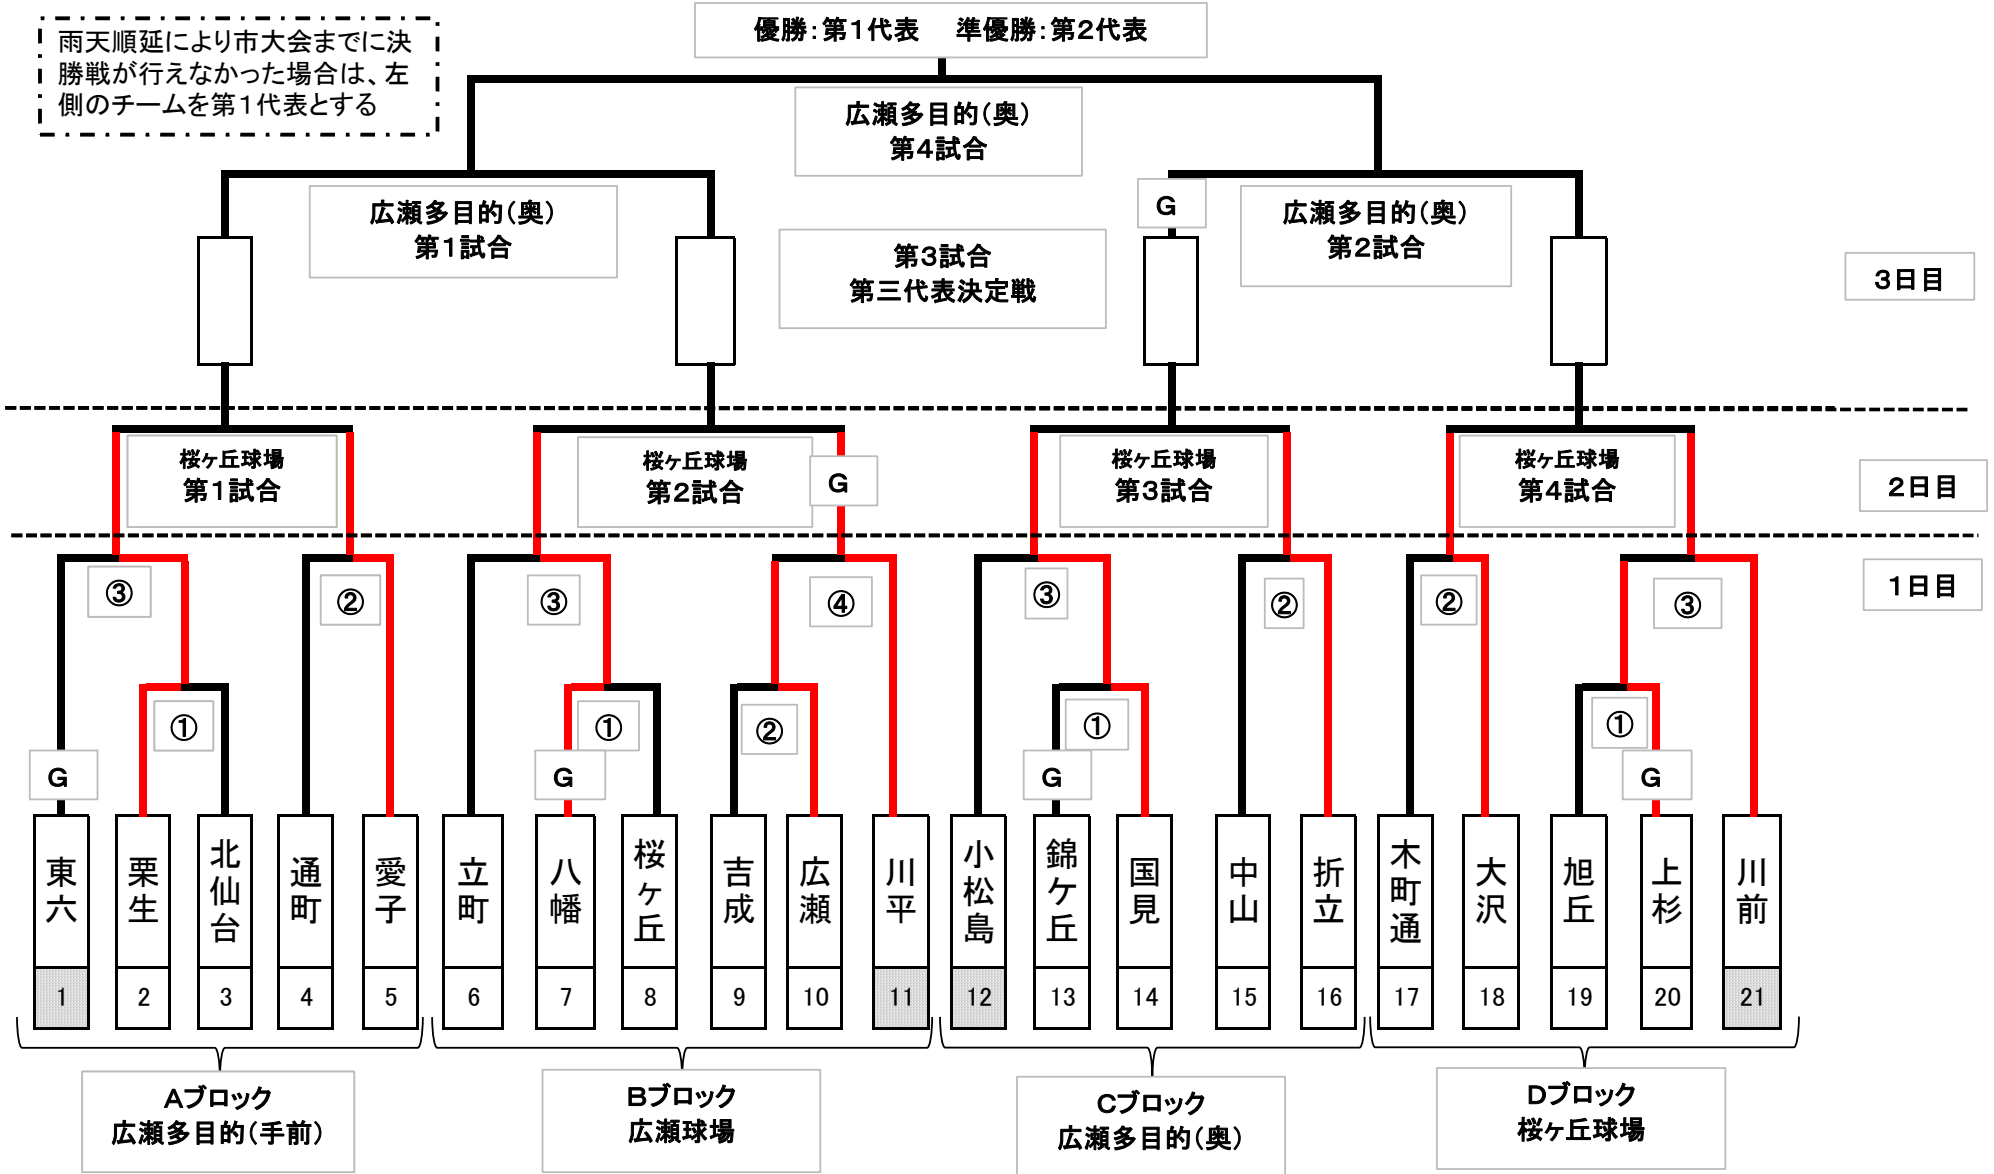 雨天順延により市大会までに決
勝戦が行えなかった場合は、左
側のチームを第１代表とする
優勝：第１代表　準優勝：第２代表
広瀬多目的（奥）
第４試合
広瀬多目的（奥）
第１試合
G
広瀬多目的（奥）
第２試合
第３試合
第三代表決定戦
３日目
桜ヶ丘球場
第１試合
桜ヶ丘球場
第２試合
G
桜ヶ丘球場
第３試合
桜ヶ丘球場
第４試合
２日目
１日目
③
②
③
④
③
②
②
③
①
①
②
①
①
G
G
G
G
東六
栗生
北仙台
通町
愛子
立町
八幡
桜ヶ丘
吉成
広瀬
川平
小松島
錦ケ丘
国見
中山
折立
木町通
大沢
旭丘
上杉
川前
1
2
3
4
5
6
7
8
9
10
11
12
13
14
15
16
17
18
19
20
21
Aブロック
広瀬多目的（手前）
Bブロック
広瀬球場
Cブロック
広瀬多目的（奥）
Dブロック
桜ヶ丘球場